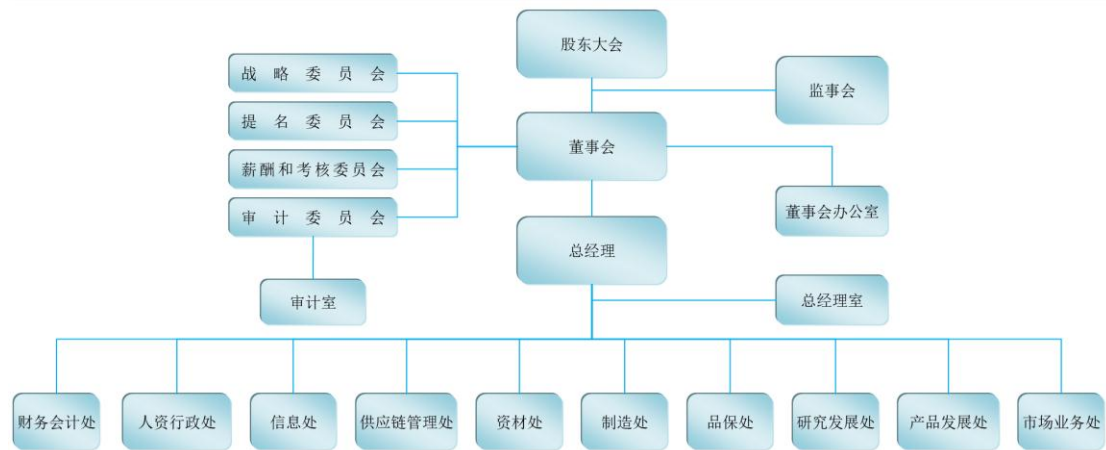 股东大会
战略委员会
监事会
提名委员会
董事会
薪酬和考核委员会
审计委员会
董事会办公室
总经理
审计室
总经理室
财务会计处
人资行政处
信息处
供应链管理处
资材处
制造处
品保处
研究发展处
产品发展处
市场业务处